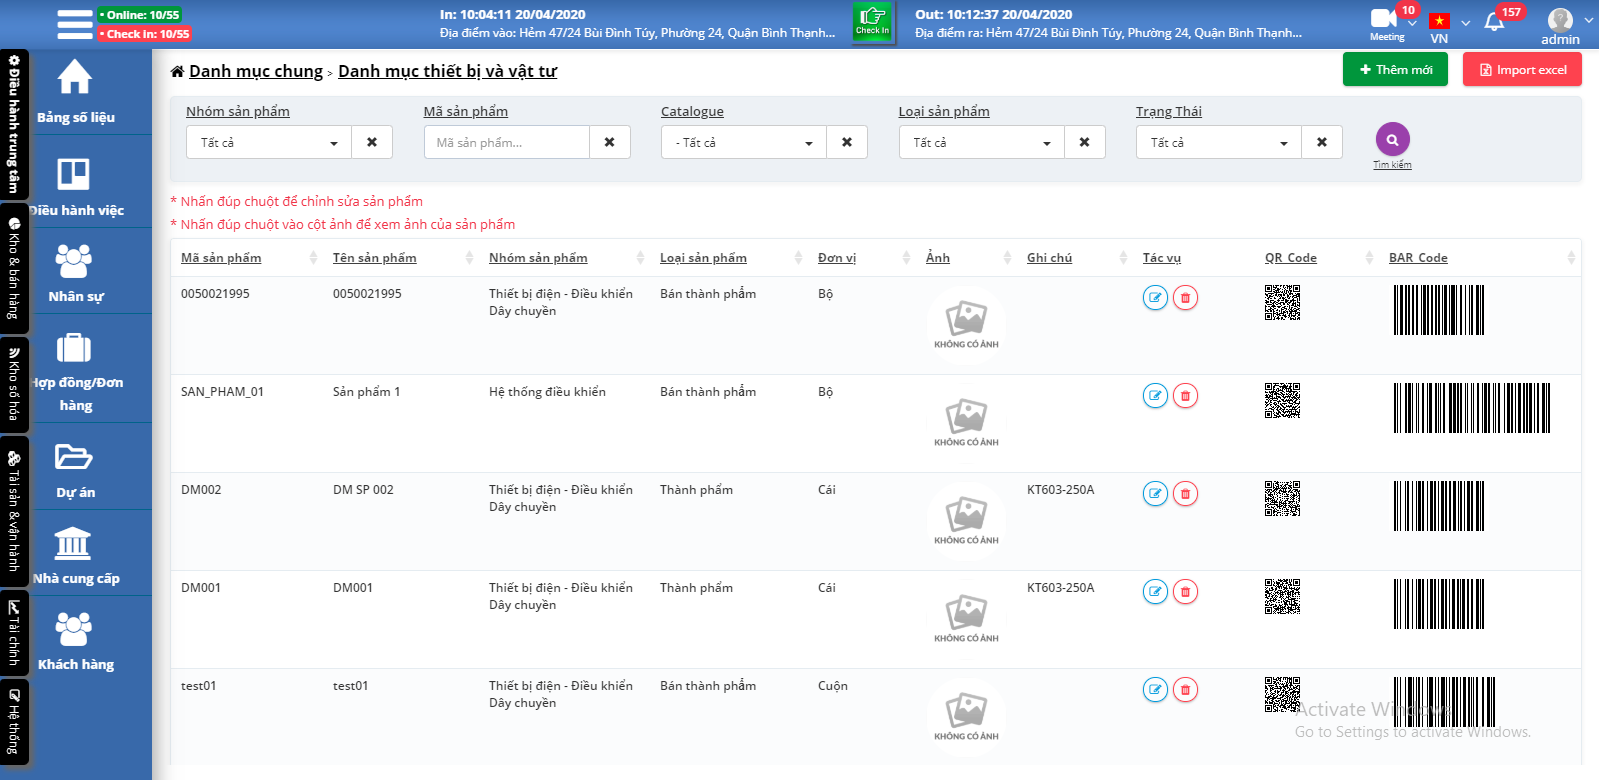 • Online: 10/55
• Check in: 10/55
In: 10:04:11 20/04/2020
Địa điểm vào: Hẻm 47/24 Bùi Đình Túy, Phường 24, Quận Bình Thạnh...
Check in
Out: 10:12:37 20/04/2020
Địa điểm ra: Hẻm 47/24 Bùi Đình Túy, Phường 24, Quận Bình Thạnh...
10
Meeting
VN
157
admin
Điều hành trung tâm
Kho & bán hàng
Kho số hóa
Tài sản & vận hành
Tài chính
Hệ thống
Bảng số liệu
Điều hành việc
Nhân sự
Hợp đồng/Đơn
hàng
Dự án
Nhà cung cấp
Khách hàng
Danh mục chung > Danh mục thiết bị và vật tư
Thêm mới
Import excel
Nhóm sản phẩm
Mã sản phẩm
Catalogue
Loại sản phẩm
Trạng Thái
Tất cả
Mã sản phẩm...
- Tất cả
Tất cả
Tất cả
Tìm kiếm
* Nhấn đúp chuột để chỉnh sửa sản phẩm
* Nhấn đúp chuột vào cột ảnh để xem ảnh của sản phẩm
Mã sản phẩm Tên sản phẩm Nhóm sản phẩm Loại sản phẩm Đơn vị Ảnh Ghi chú Tác vụ QR_Code BAR_Code
0050021995 0050021995 Thiết bị điện - Điều khiển Bán thành phẩm Bộ
Dây chuyền
KHÔNG CÓ ẢNH
SAN_PHAM_01 Sản phẩm 1 Hệ thống điều khiển Bán thành phẩm Bộ
KHÔNG CÓ ẢNH
DM002 DM SP 002 Thiết bị điện - Điều khiển Thành phẩm Cái KT603-250A
Dây chuyền
KHÔNG CÓ ẢNH
DM001 DM001 Thiết bị điện - Điều khiển Thành phẩm Cái KT603-250A
Dây chuyền
KHÔNG CÓ ẢNH
test01 test01 Thiết bị điện - Điều khiển Bán thành phẩm Cuộn
Dây chuyền
KHÔNG CÓ ẢNH
Activate Windows
Go to Settings to activate Windows.